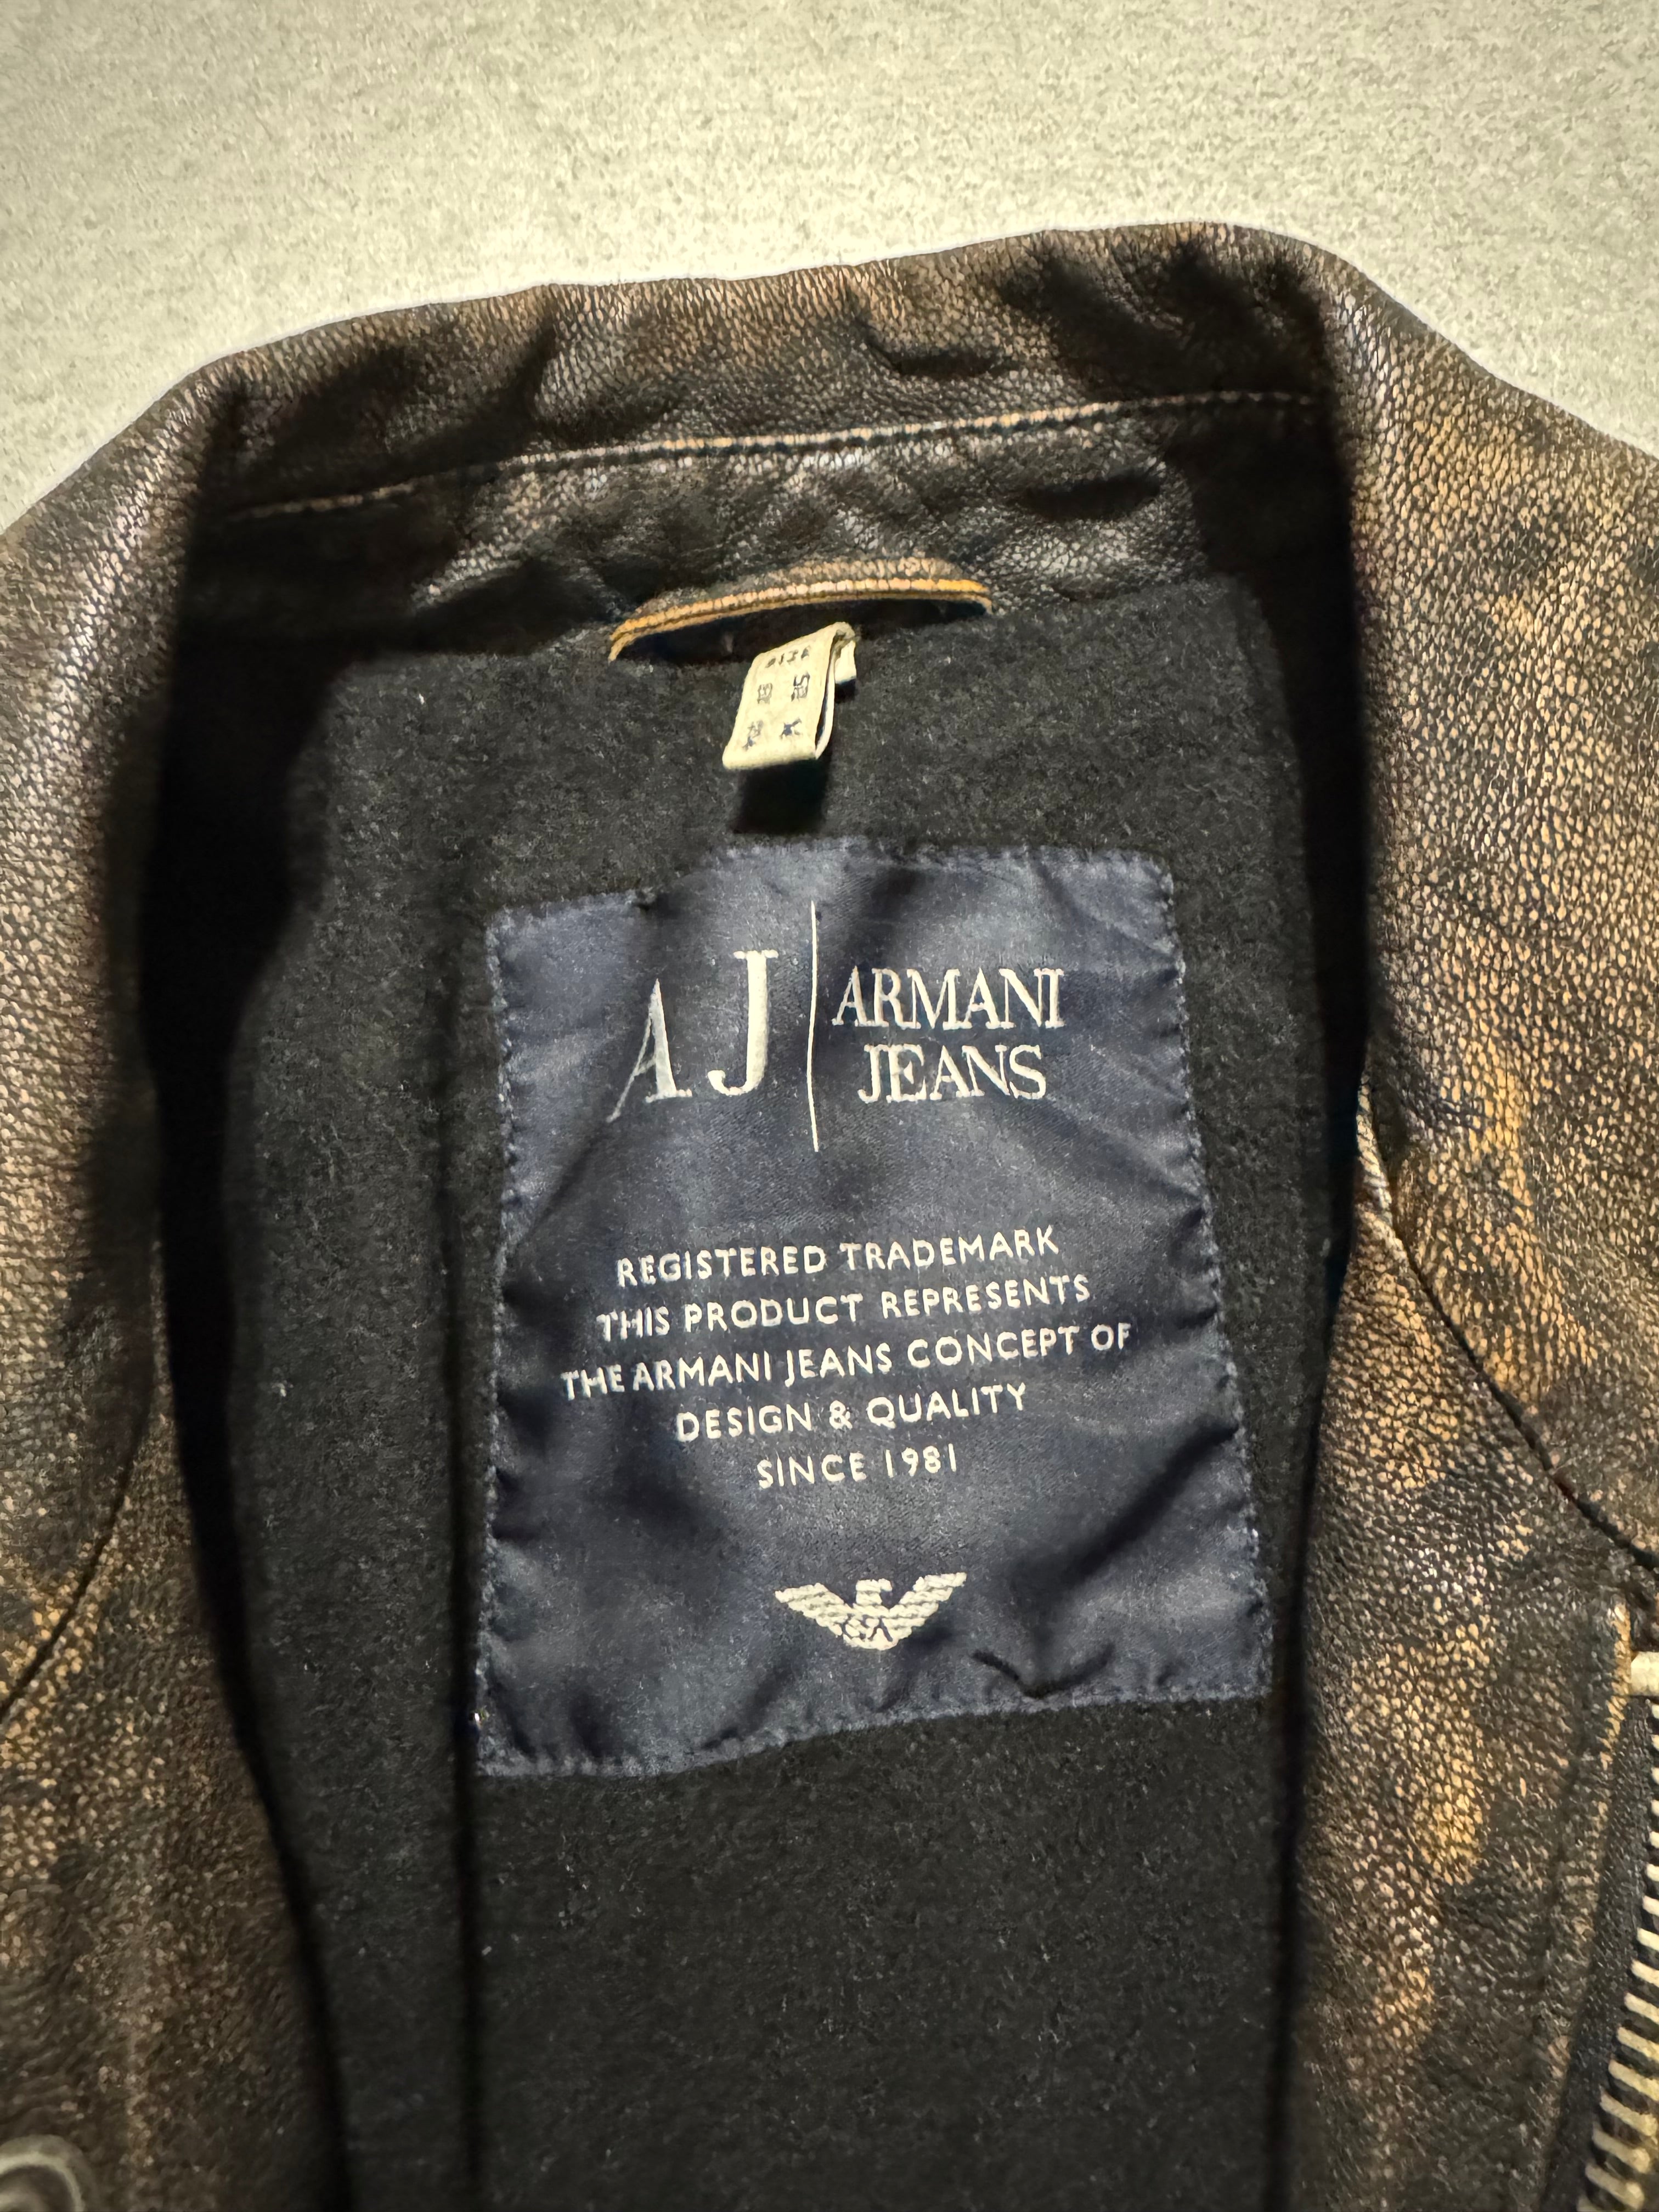 AJ
ARMANI
JEANS
REGISTERED TRADEMARK
THIS PRODUCT REPRESENTS
THE ARMANI JEANS CONCEPT OF
DESIGN & QUALITY
SINCE 1981